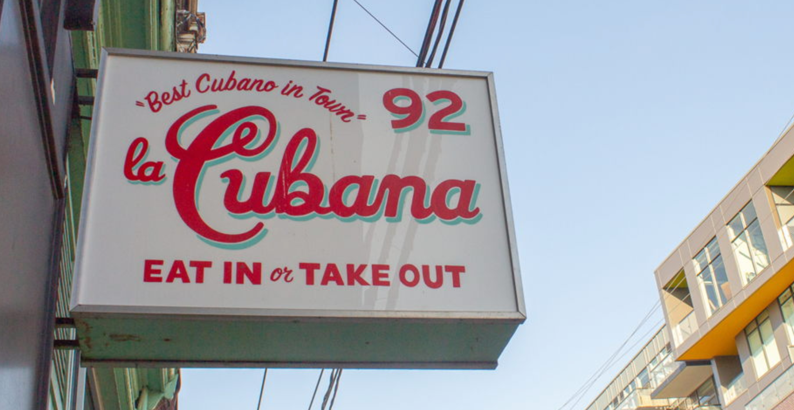 "Best Cubano in Town"
92
la Cubana
EAT IN or TAKE OUT